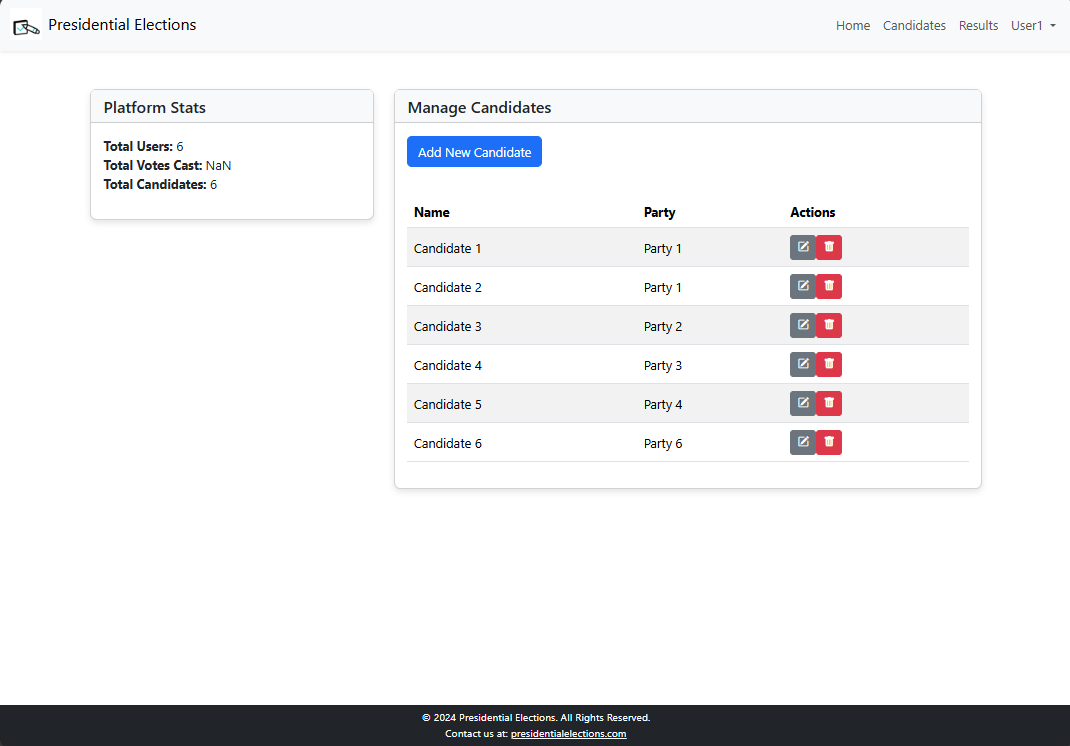 Presidential Elections
Home Candidates Results User1
Platform Stats
Total Users: 6
Total Votes Cast: NaN
Total Candidates: 6
Manage Candidates
Add New Candidate
Name Party Actions
Candidate 1 Party 1
Candidate 2 Party 1
Candidate 3 Party 2
Candidate 4 Party 3
Candidate 5 Party 4
Candidate 6 Party 6
© 2024 Presidential Elections. All Rights Reserved.
Contact us at: presidentialelections.com